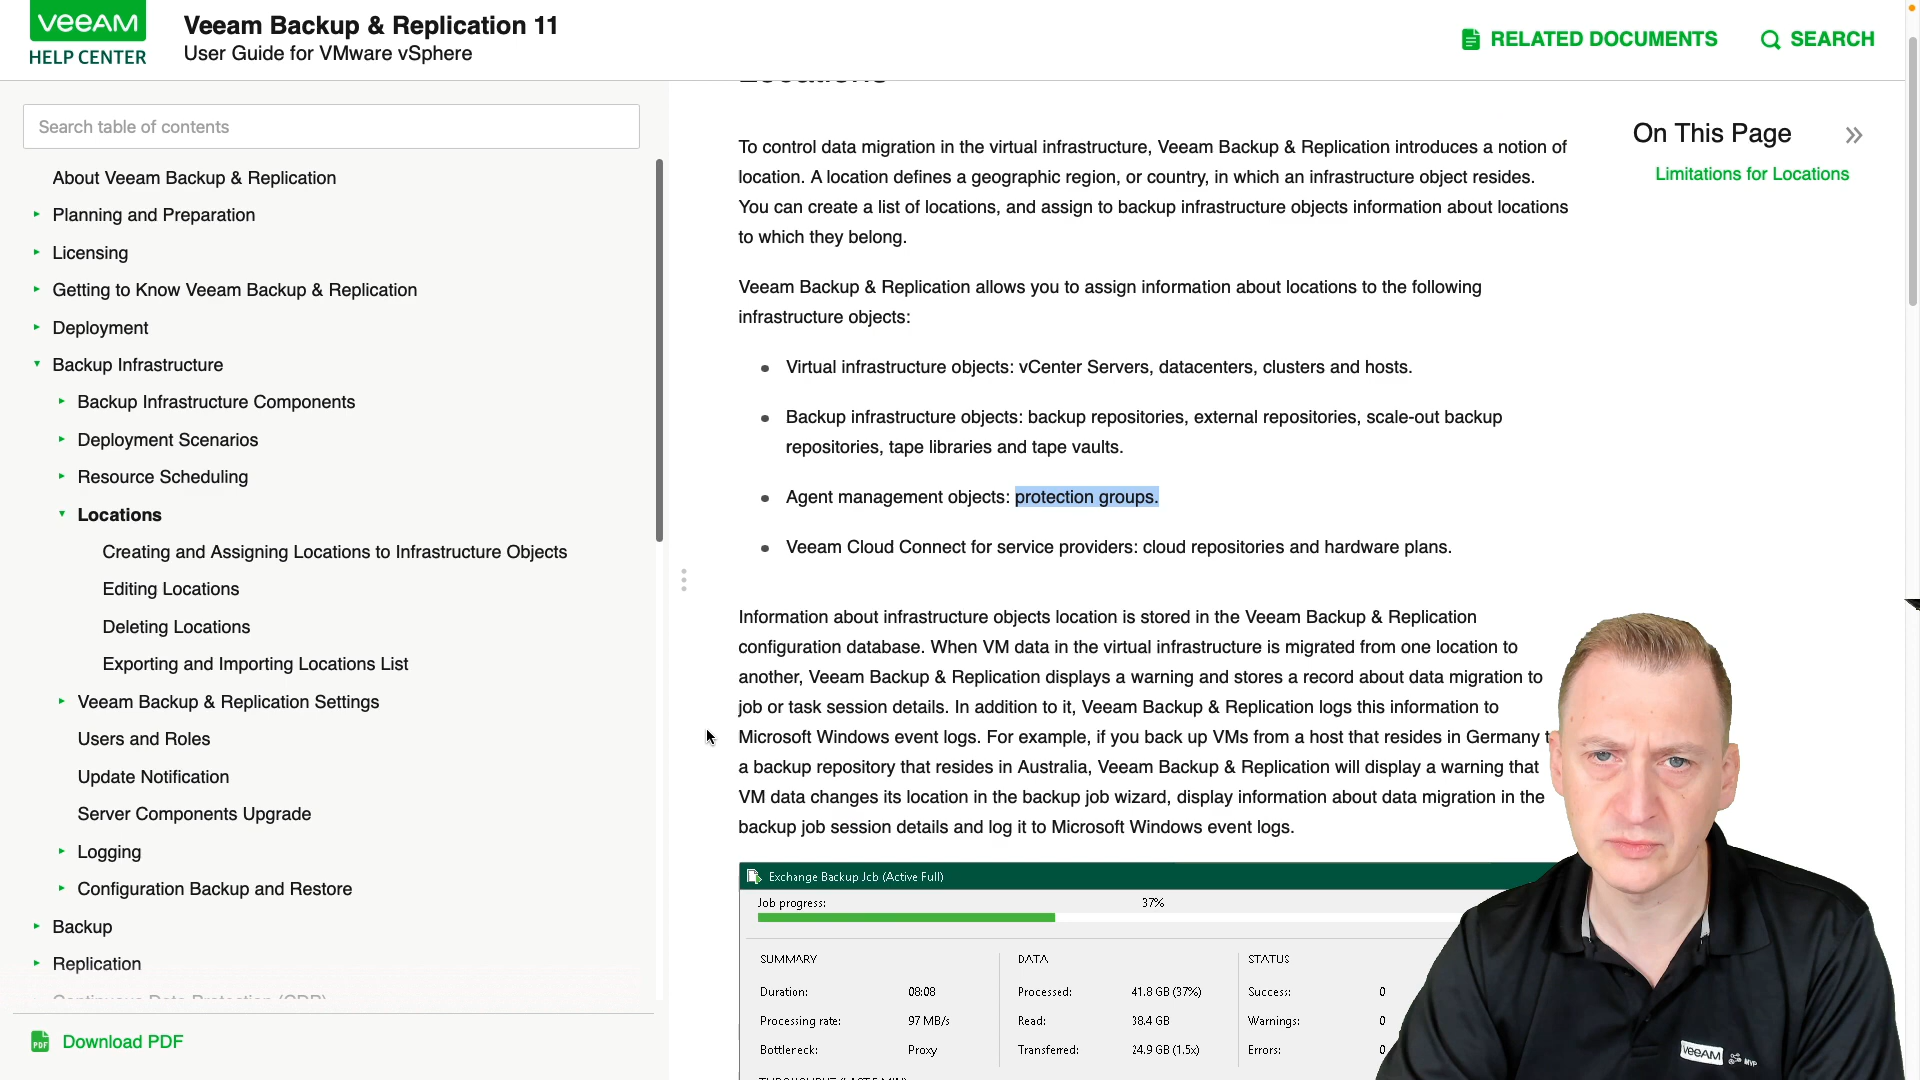 veeAM
HELP CENTER
Veeam Backup & Replication 11
User Guide for VMware vSphere
RELATED DOCUMENTS
SEARCH
Search table of contents
About Veeam Backup & Replication
Planning and Preparation
Licensing
Getting to Know Veeam Backup & Replication
Deployment
Backup Infrastructure
Backup Infrastructure Components
Deployment Scenarios
Resource Scheduling
Locations
Creating and Assigning Locations to Infrastructure Objects
Editing Locations
Deleting Locations
Exporting and Importing Locations List
Veeam Backup & Replication Settings
Users and Roles
Update Notification
Server Components Upgrade
Logging
Configuration Backup and Restore
Backup
Replication
Continuous Data Protection (CDP)
PDF
Download PDF
Locations
To control data migration in the virtual infrastructure, Veeam Backup & Replication introduces a notion of
location. A location defines a geographic region, or country, in which an infrastructure object resides.
You can create a list of locations, and assign to backup infrastructure objects information about locations
to which they belong.
Veeam Backup & Replication allows you to assign information about locations to the following
infrastructure objects:
Virtual infrastructure objects: vCenter Servers, datacenters, clusters and hosts.
Backup infrastructure objects: backup repositories, external repositories, scale-out backup
repositories, tape libraries and tape vaults.
Agent management objects: protection groups.
Veeam Cloud Connect for service providers: cloud repositories and hardware plans.
Information about infrastructure objects location is stored in the Veeam Backup & Replication
configuration database. When VM data in the virtual infrastructure is migrated from one location to
another, Veeam Backup & Replication displays a warning and stores a record about data migration to
job or task session details. In addition to it, Veeam Backup & Replication logs this information to
Microsoft Windows event logs. For example, if you back up VMs from a host that resides in Germany t
a backup repository that resides in Australia, Veeam Backup & Replication will display a warning that
VM data changes its location in the backup job wizard, display information about data migration in the
backup job session details and log it to Microsoft Windows event logs.
Exchange Backup Job (Active Full)
Job progress: 37%
SUMMARY DATA STATUS
Duration: 08:08 Processed: 41.8 GB (37%) Success: 0
Processing rate: 97 MB/s Read: 38.4 GB Warnings: 0
Bottleneck: Proxy Transferred: 24.9 GB (1.5x) Errors: 0
THROUGHPUT (LAST 5 MIN)
On This Page
Limitations for Locations
veeAM MVP